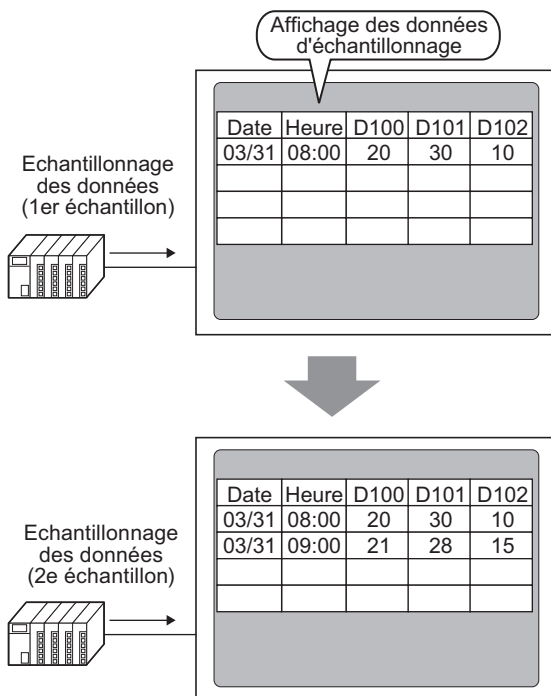 Affichage des données
d'échantillonnage
Date Heure D100 D101 D102
03/31 08:00 20 30 10
Echantillonnage
des données
(1er échantillon)
Date Heure D100 D101 D102
03/31 08:00 20 30 10
03/31 09:00 21 28 15
Echantillonnage
des données
(2e échantillon)